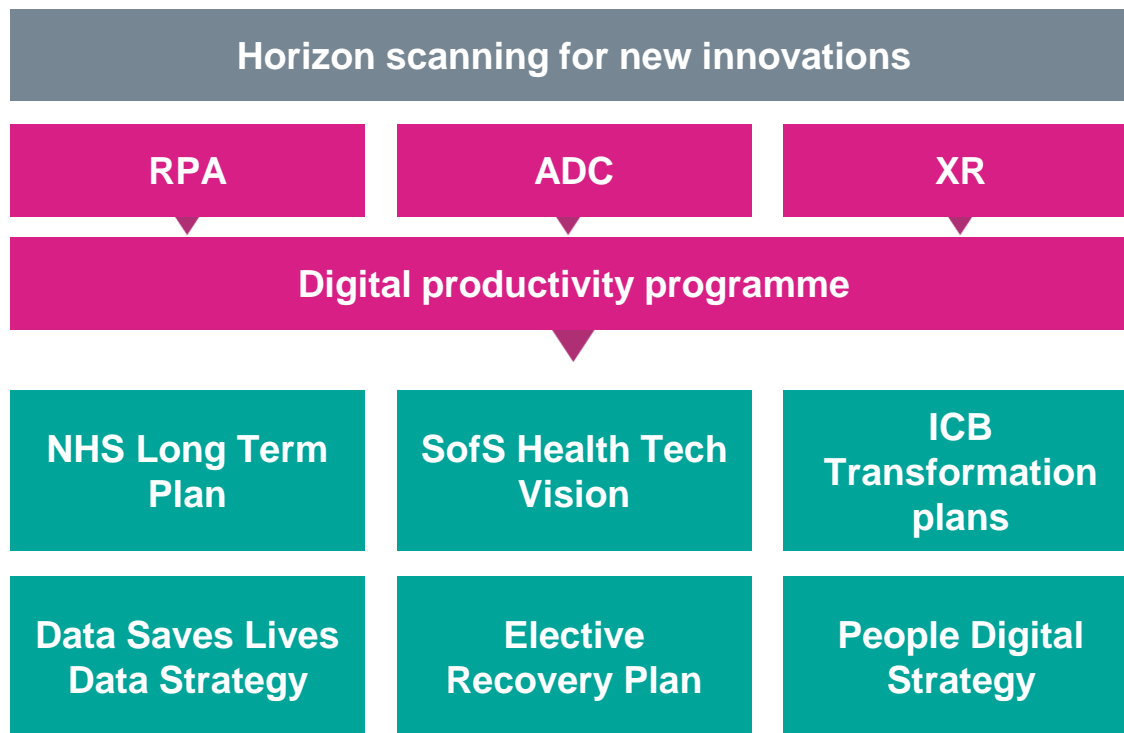 Horizon scanning for new innovations
RPA
ADC
XR
Digital productivity programme
NHS Long Term
Plan
SofS Health Tech
Vision
ICB
Transformation
plans
Data Saves Lives
Data Strategy
Elective
Recovery Plan
People Digital
Strategy